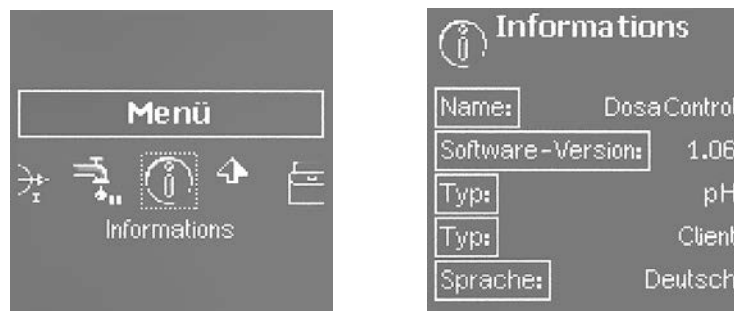 Menü
Informations
Informations
Name: DosaControl
Software-Version: 1.06
Typ: pH
Typ: Client
Sprache: Deutsch